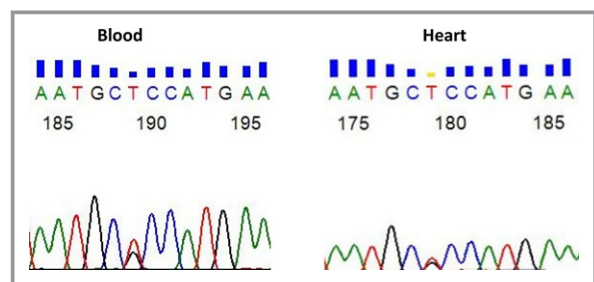 Blood Heart
AATGCTCCATGAA AATGCTCCATGAA
185 190 195 175 180 185